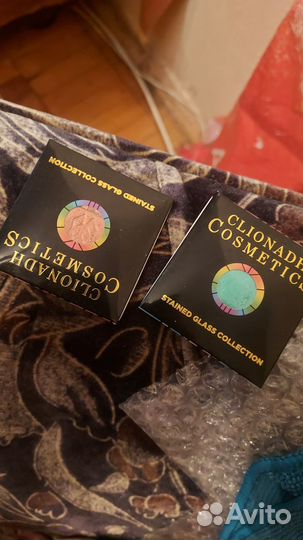 CLIONADH
COSMETICS
STAINED GLASS COLLECTION
CLIONADH
COSMETICS
STAINED GLASS COLLECTION
Avito